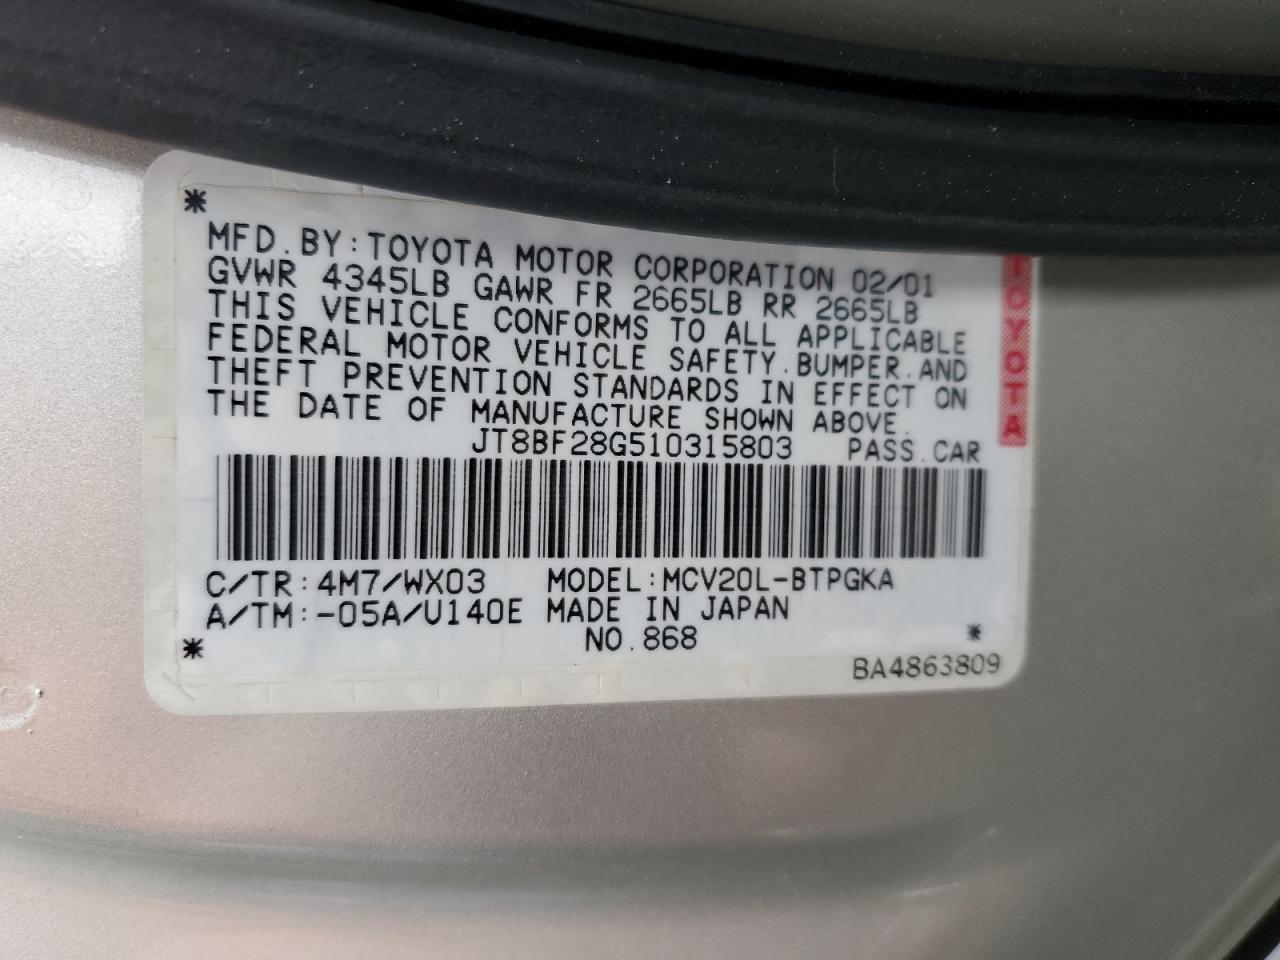 MFD.BY:TOYOTA MOTOR CORPORATION 02/01
GVWR 4345LB GAWR FR 2665LB RR 2665LB
THIS VEHICLE CONFORMS TO ALL APPLICABLE
FEDERAL MOTOR VEHICLE SAFETY.BUMPER.AND
THEFT PREVENTION STANDARDS IN EFFECT ON
THE DATE OF MANUFACTURE SHOWN ABOVE.
JT8BF28G510315803 PASS.CAR
C/TR:4M7/WX03 MODEL:MCV20L-BTPGKA
A/TM:-05A/U140E MADE IN JAPAN
NO.868
BA4863809
TOYOTA